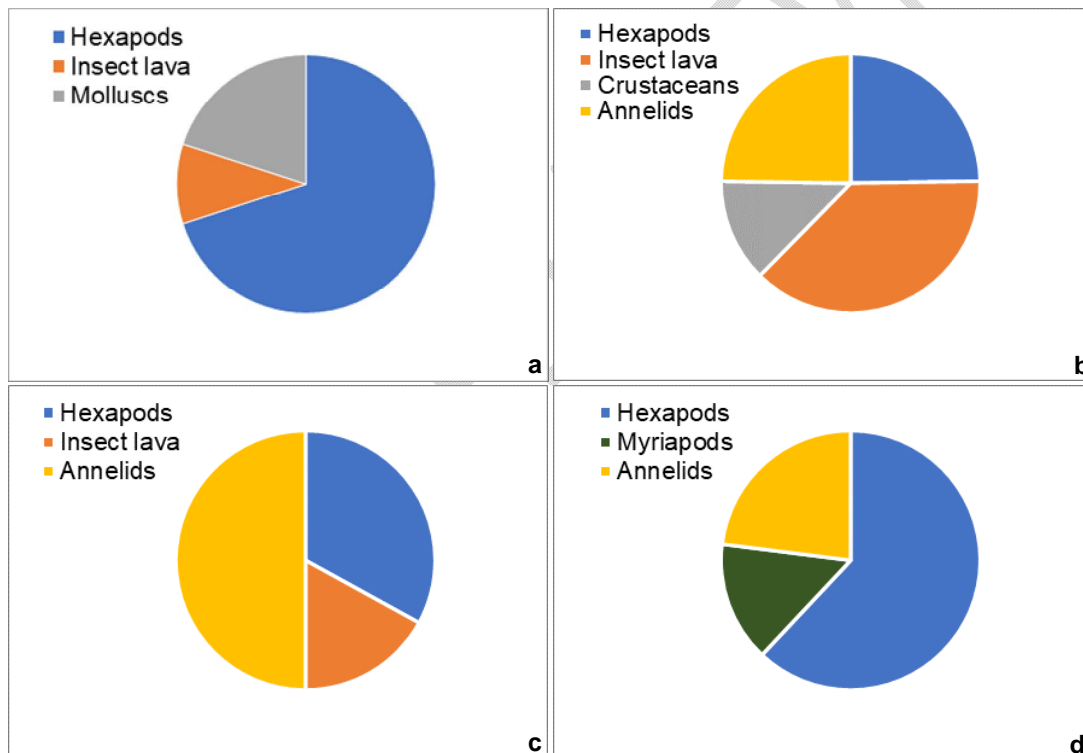 Hexapods
Insect lava
Molluscs
a
Hexapods
Insect lava
Crustaceans
Annelids
b
Hexapods
Insect lava
Annelids
c
Hexapods
Myriapods
Annelids
d